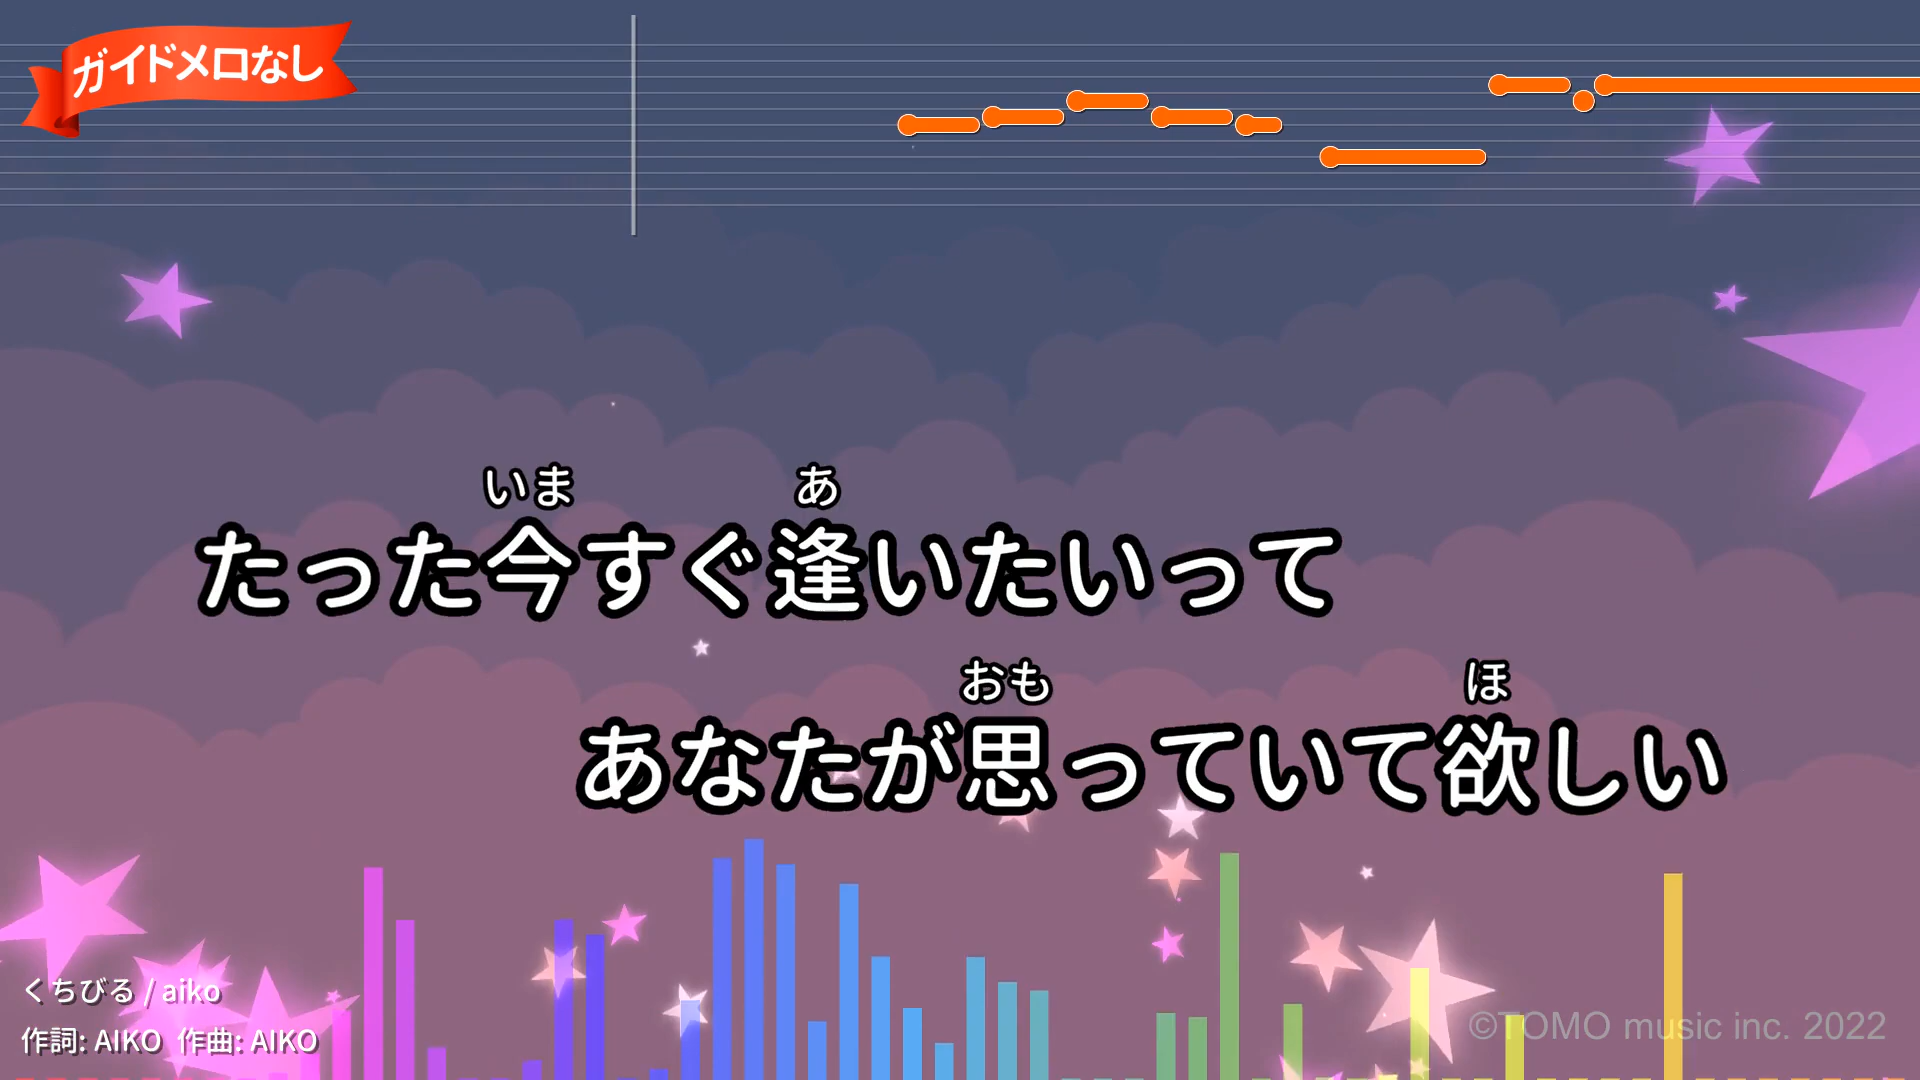 ガイドメロなし
いま あ
たった今すぐ逢いたいって
おも ほ
あなたが思っていて欲しい
くちびる / aiko
作詞: AIKO 作曲: AIKO
©TOMO music inc. 2022